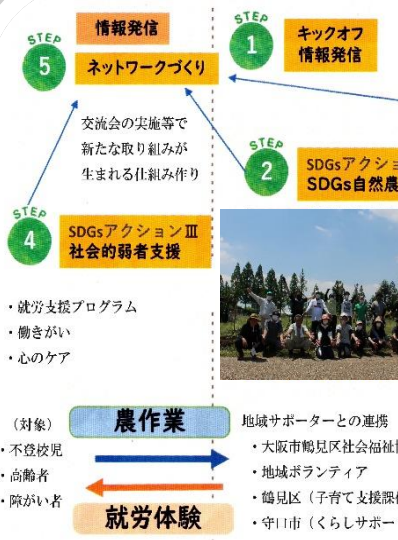 情報発信
STEP
5
ネットワークづくり
交流会の実施等で
新たな取り組みが
生まれる仕組み作り
STEP
1
キックオフ
情報発信
STEP
2
SDGsアクショ
SDGs自然農
STEP
4
SDGsアクションⅢ
社会的弱者支援
・就労支援プログラム
・働きがい
・心のケア
(対象)
・不登校児
・高齢者
・障がい者
農作業
就労体験
地域サポーターとの連携
・大阪市鶴見区社会福祉
・地域ボランティア
・鶴見区(子育て支援課
・守口市(くらしサポー